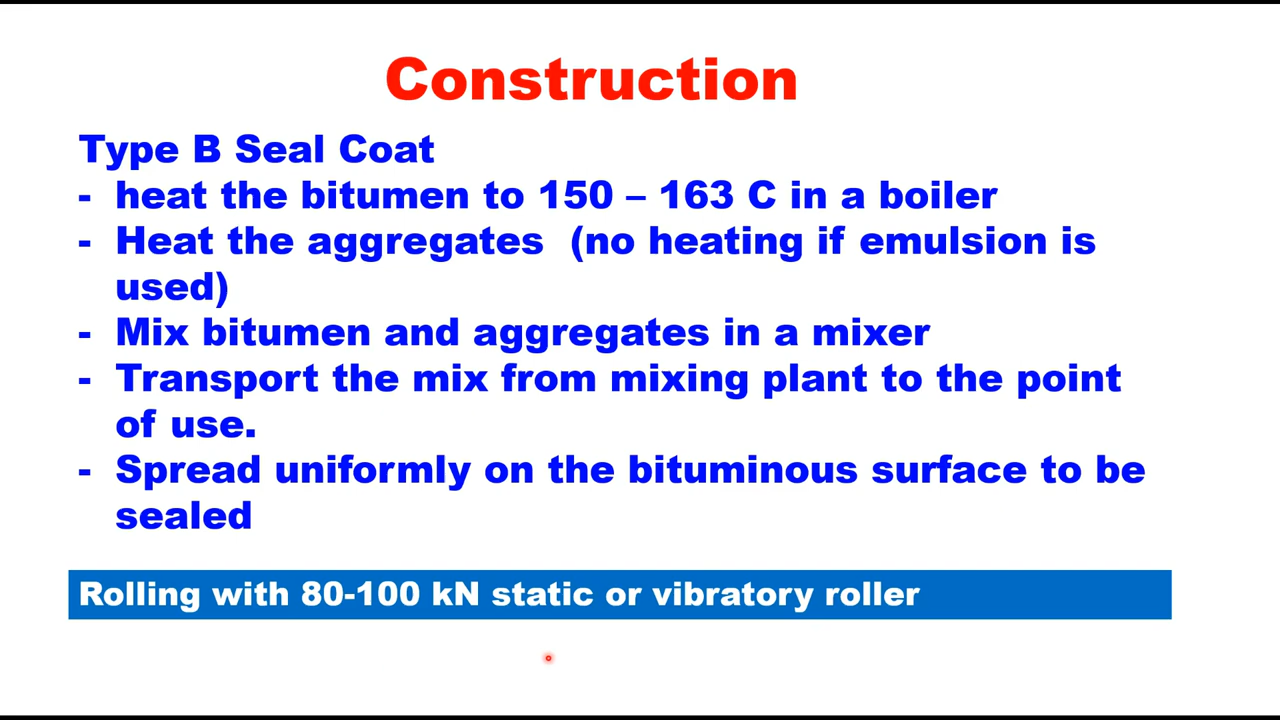 Construction
Type B Seal Coat
- heat the bitumen to 150 – 163 C in a boiler
- Heat the aggregates (no heating if emulsion is
used)
- Mix bitumen and aggregates in a mixer
- Transport the mix from mixing plant to the point
of use.
- Spread uniformly on the bituminous surface to be
sealed
Rolling with 80-100 kN static or vibratory roller